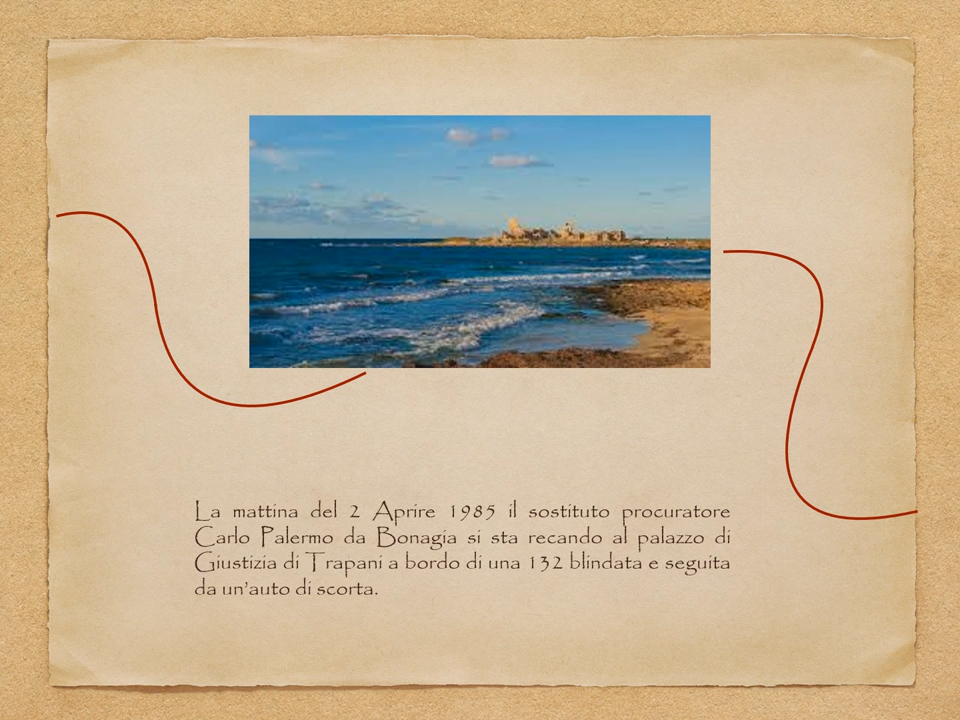 La mattina del 2 Aprire 1985 il sostituto procuratore
Carlo Palermo da Bonagia si sta recando al palazzo di
Giustizia di Trapani a bordo di una 132 blindata e seguita
da un’auto di scorta.